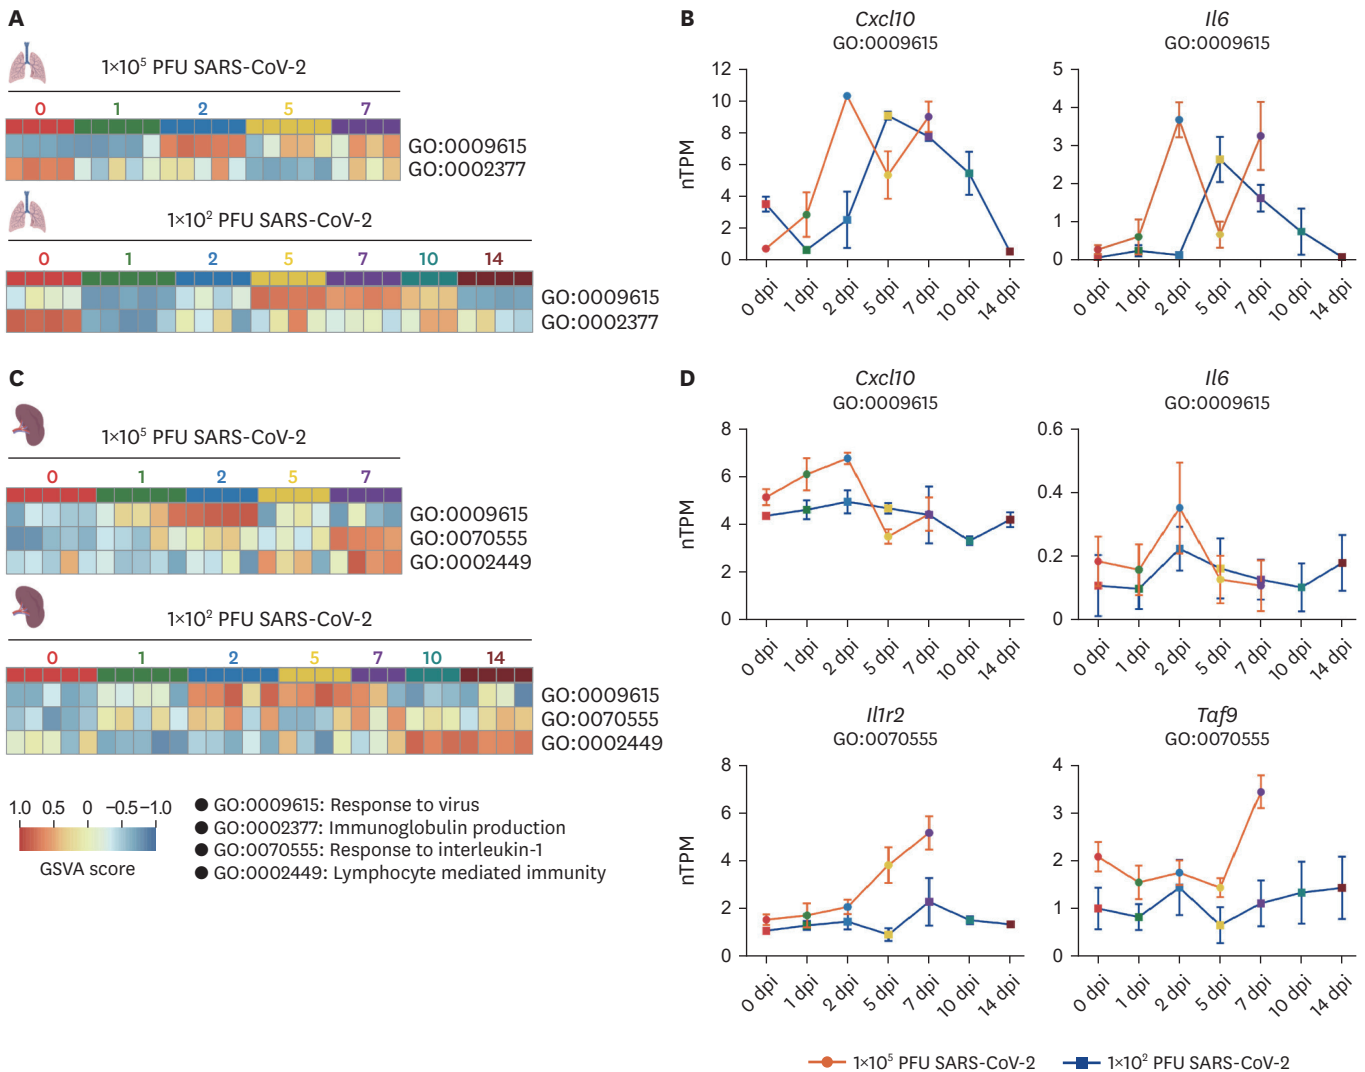 A
1×10⁵ PFU SARS-CoV-2
0 1 2 5 7
GO:0009615
GO:0002377
1×10² PFU SARS-CoV-2
0 1 2 5 7 10 14
GO:0009615
GO:0002377
B
Cxcl10
GO:0009615
nTPM
12
10
8
6
4
2
0
0 dpi 1 dpi 2 dpi 5 dpi 7 dpi 10 dpi 14 dpi
Il6
GO:0009615
5
4
3
2
1
0
0 dpi 1 dpi 2 dpi 5 dpi 7 dpi 10 dpi 14 dpi
C
1×10⁵ PFU SARS-CoV-2
0 1 2 5 7
GO:0009615
GO:0070555
GO:0002449
1×10² PFU SARS-CoV-2
0 1 2 5 7 10 14
GO:0009615
GO:0070555
GO:0002449
1.0 0.5 0 −0.5 −1.0
GSVA score
● GO:0009615: Response to virus
● GO:0002377: Immunoglobulin production
● GO:0070555: Response to interleukin-1
● GO:0002449: Lymphocyte mediated immunity
D
Cxcl10
GO:0009615
nTPM
8
6
4
2
0
0 dpi 1 dpi 2 dpi 5 dpi 7 dpi 10 dpi 14 dpi
Il6
GO:0009615
0.6
0.4
0.2
0
0 dpi 1 dpi 2 dpi 5 dpi 7 dpi 10 dpi 14 dpi
Il1r2
GO:0070555
nTPM
8
6
4
2
0
0 dpi 1 dpi 2 dpi 5 dpi 7 dpi 10 dpi 14 dpi
Taf9
GO:0070555
4
3
2
1
0
0 dpi 1 dpi 2 dpi 5 dpi 7 dpi 10 dpi 14 dpi
1×10⁵ PFU SARS-CoV-2 1×10² PFU SARS-CoV-2